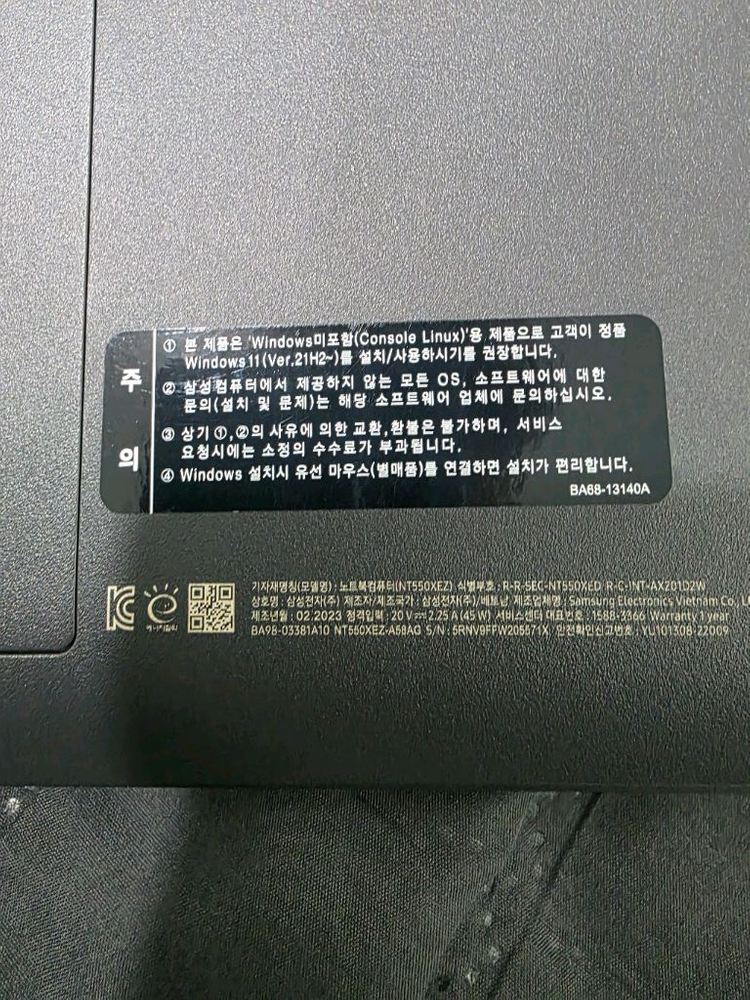 주 의
① 본 제품은 'Windows미포함(Console Linux)'용 제품으로 고객이 정품
Windows 11(Ver.21H2~)를 설치/사용하시기를 권장합니다.
② 삼성컴퓨터에서 제공하지 않는 모든 OS, 소프트웨어에 대한
문의(설치 및 문제)는 해당 소프트웨어 업체에 문의하십시오.
③ 상기 ①,②의 사유에 의한 교환,환불은 불가하며, 서비스
요청시에는 소정의 수수료가 부과됩니다.
④ Windows 설치시 유선 마우스(별매품)를 연결하면 설치가 편리합니다.
BA68-13140A
기자재명칭(모델명) : 노트북컴퓨터(NT550XEZ) 식별부호 : R-R-SEC-NT550XED R-C-INT-AX201D2W
상호명 : 삼성전자(주) 제조자/제조국가 : 삼성전자(주)/베트남 제조업체명 : Samsung Electronics Vietnam Co,
제조년월 : 02.2023 정격입력 : 20 V⎓2.25 A (45 W) 서비스센터 대표번호 : 1588-3366 Warranty 1 year
BA98-03381A10 NT550XEZ-A58AG S/N : 5RNV9FFW205571X 안전확인신고번호 : YU101308-22009
에너지절약